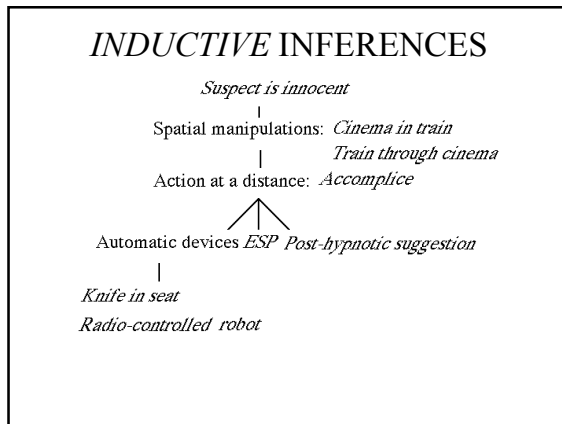 INDUCTIVE INFERENCES
Suspect is innocent
Spatial manipulations: Cinema in train
Train through cinema
Action at a distance: Accomplice
Automatic devices ESP Post-hypnotic suggestion
Knife in seat
Radio-controlled robot